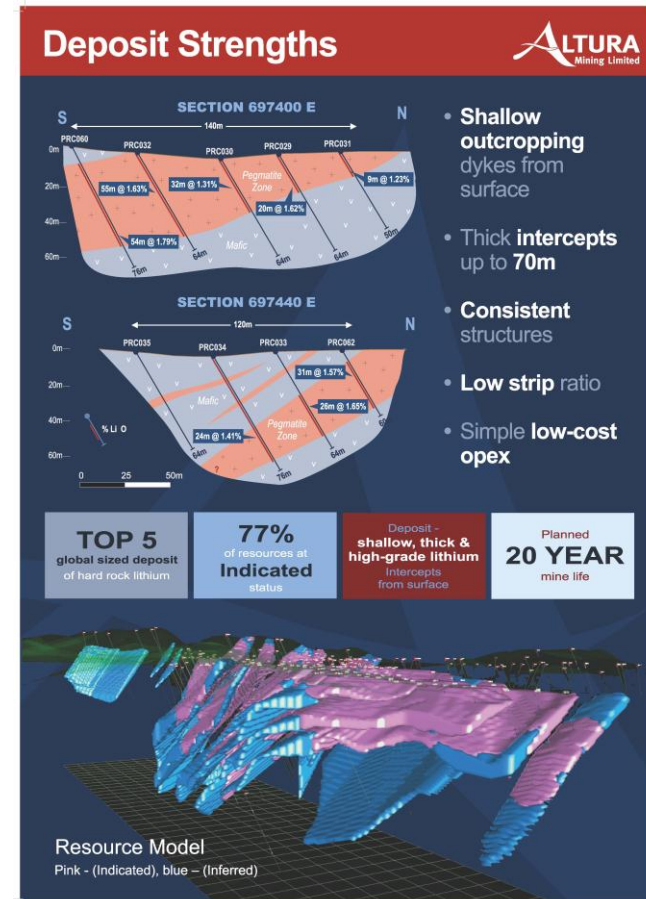 Deposit Strengths
ALTURA
Mining Limited
SECTION 697400 E
S
N
140m
PRC060
PRC032
PRC030
PRC029
PRC031
0m
20m
40m
60m
55m @ 1.63%
32m @ 1.31%
Pegmatite
Zone
9m @ 1.23%
20m @ 1.62%
54m @ 1.79%
Mafic
76m
64m
64m
64m
50m
SECTION 697440 E
S
N
120m
PRC035
PRC034
PRC033
PRC062
0m
20m
40m
60m
31m @ 1.57%
Mafic
26m @ 1.65%
24m @ 1.41%
Pegmatite
Zone
% Li O
64m
76m
64m
?
0
25
50m
• Shallow
outcropping
dykes from
surface
• Thick intercepts
up to 70m
• Consistent
structures
• Low strip ratio
• Simple low-cost
opex
TOP 5
global sized deposit
of hard rock lithium
77%
of resources at
Indicated
status
Deposit -
shallow, thick &
high-grade lithium
Intercepts
from surface
Planned
20 YEAR
mine life
Resource Model
Pink - (Indicated), blue – (Inferred)